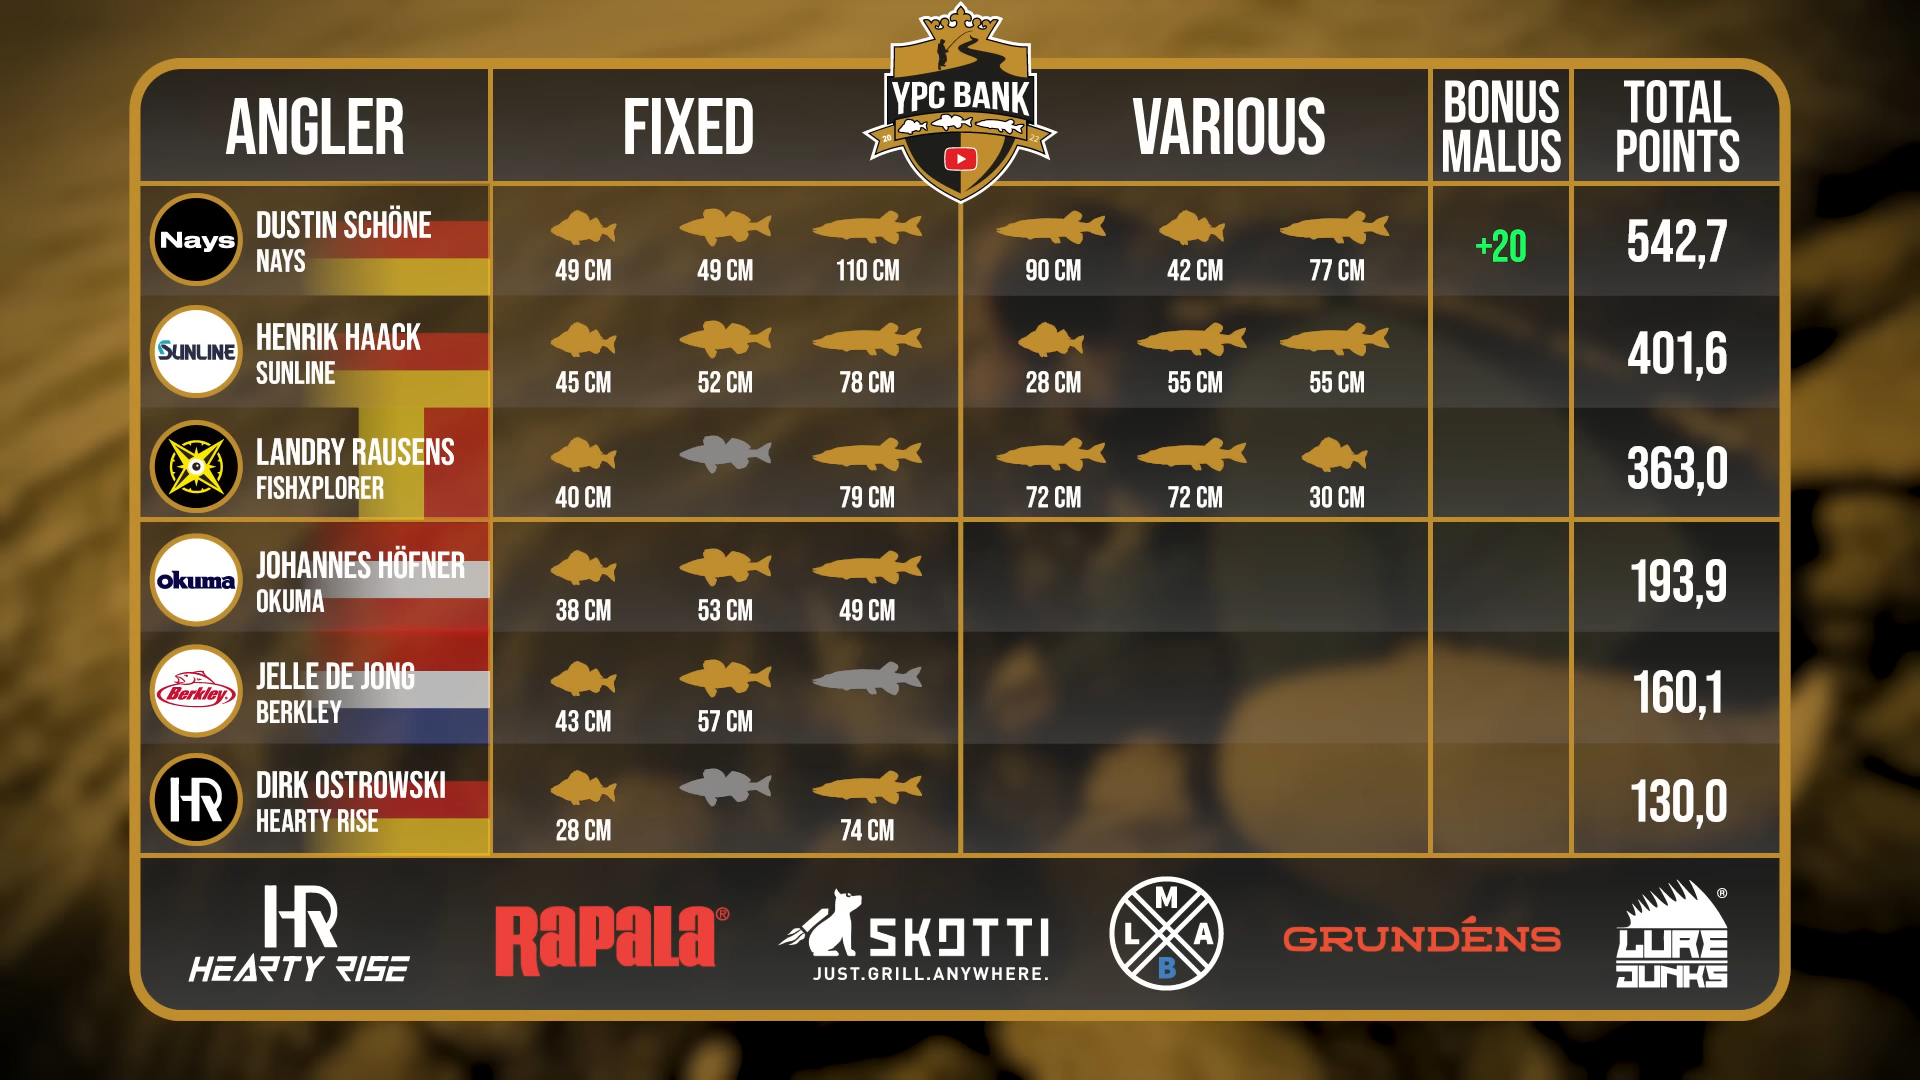 ANGLER
FIXED
YPC BANK
20
22
VARIOUS
BONUS
MALUS
TOTAL
POINTS
Nays
DUSTIN SCHÖNE
NAYS
49 CM
49 CM
110 CM
90 CM
42 CM
77 CM
+20
542,7
SUNLINE
HENRIK HAACK
SUNLINE
45 CM
52 CM
78 CM
28 CM
55 CM
55 CM
401,6
LANDRY RAUSENS
FISHXPLORER
40 CM
79 CM
72 CM
72 CM
30 CM
363,0
okuma
JOHANNES HÖFNER
OKUMA
38 CM
53 CM
49 CM
193,9
Berkley
JELLE DE JONG
BERKLEY
43 CM
57 CM
160,1
HR
DIRK OSTROWSKI
HEARTY RISE
28 CM
74 CM
130,0
HR
HEARTY RISE
RAPALA®
SKOTTI
JUST.GRILL.ANYWHERE.
M
L A
B
GRUNDÉNS
®
LURE
JUNKS